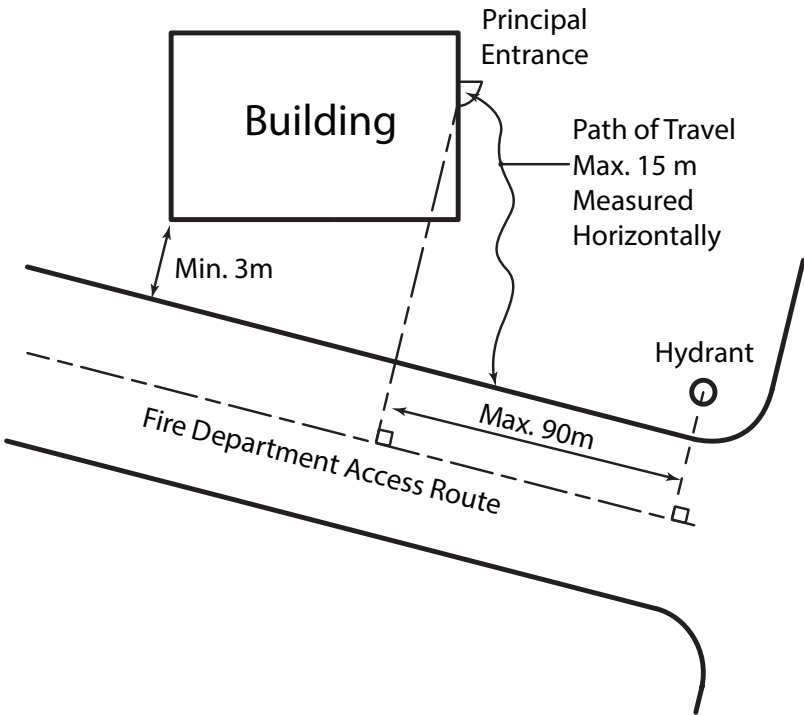 Principal
Entrance
Building
Path of Travel
Max. 15 m
Measured
Horizontally
Min. 3m
Hydrant
Max. 90m
Fire Department Access Route